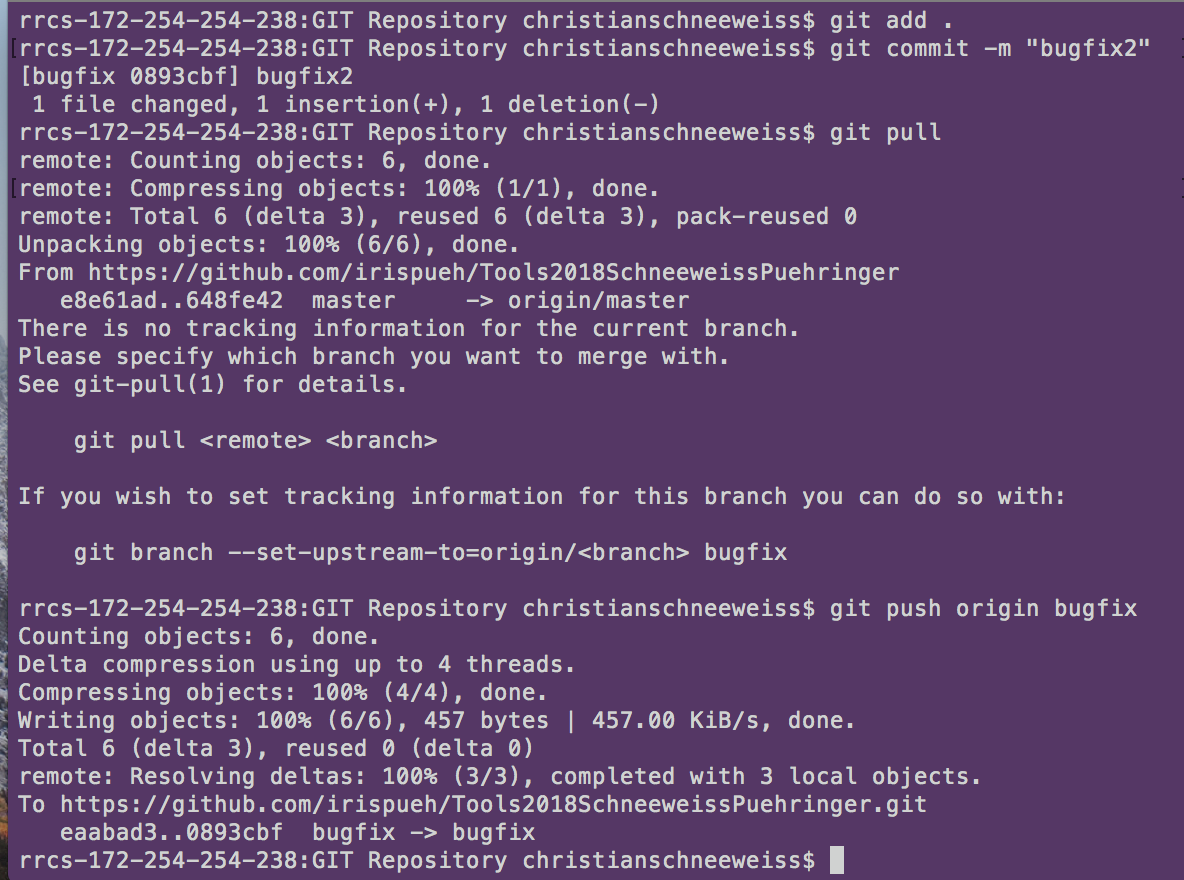 rrcs-172-254-254-238:GIT Repository christianschneeweiss$ git add .
[rrcs-172-254-254-238:GIT Repository christianschneeweiss$ git commit -m "bugfix2"
[bugfix 0893cbf] bugfix2
 1 file changed, 1 insertion(+), 1 deletion(-)
rrcs-172-254-254-238:GIT Repository christianschneeweiss$ git pull
remote: Counting objects: 6, done.
[remote: Compressing objects: 100% (1/1), done.
remote: Total 6 (delta 3), reused 6 (delta 3), pack-reused 0
Unpacking objects: 100% (6/6), done.
From https://github.com/irispueh/Tools2018SchneeweissPuehringer
   e8e61ad..648fe42  master     -> origin/master
There is no tracking information for the current branch.
Please specify which branch you want to merge with.
See git-pull(1) for details.

    git pull <remote> <branch>

If you wish to set tracking information for this branch you can do so with:

    git branch --set-upstream-to=origin/<branch> bugfix

rrcs-172-254-254-238:GIT Repository christianschneeweiss$ git push origin bugfix
Counting objects: 6, done.
Delta compression using up to 4 threads.
Compressing objects: 100% (4/4), done.
Writing objects: 100% (6/6), 457 bytes | 457.00 KiB/s, done.
Total 6 (delta 3), reused 0 (delta 0)
remote: Resolving deltas: 100% (3/3), completed with 3 local objects.
To https://github.com/irispueh/Tools2018SchneeweissPuehringer.git
   eaabad3..0893cbf  bugfix -> bugfix
rrcs-172-254-254-238:GIT Repository christianschneeweiss$